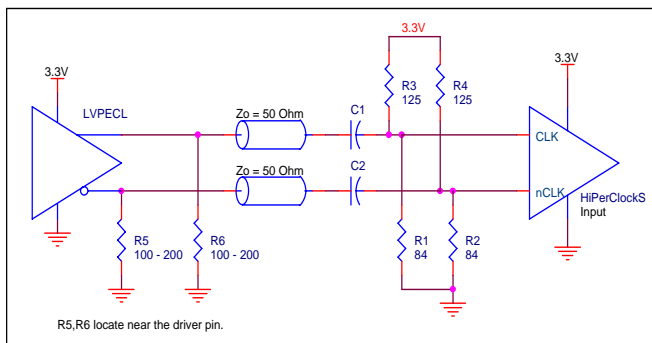 3.3V
3.3V
3.3V
R3
125
R4
125
LVPECL
C1
Zo = 50 Ohm
CLK
C2
Zo = 50 Ohm
nCLK
HiPerClockS
Input
R5
100 - 200
R6
100 - 200
R1
84
R2
84
R5,R6 locate near the driver pin.